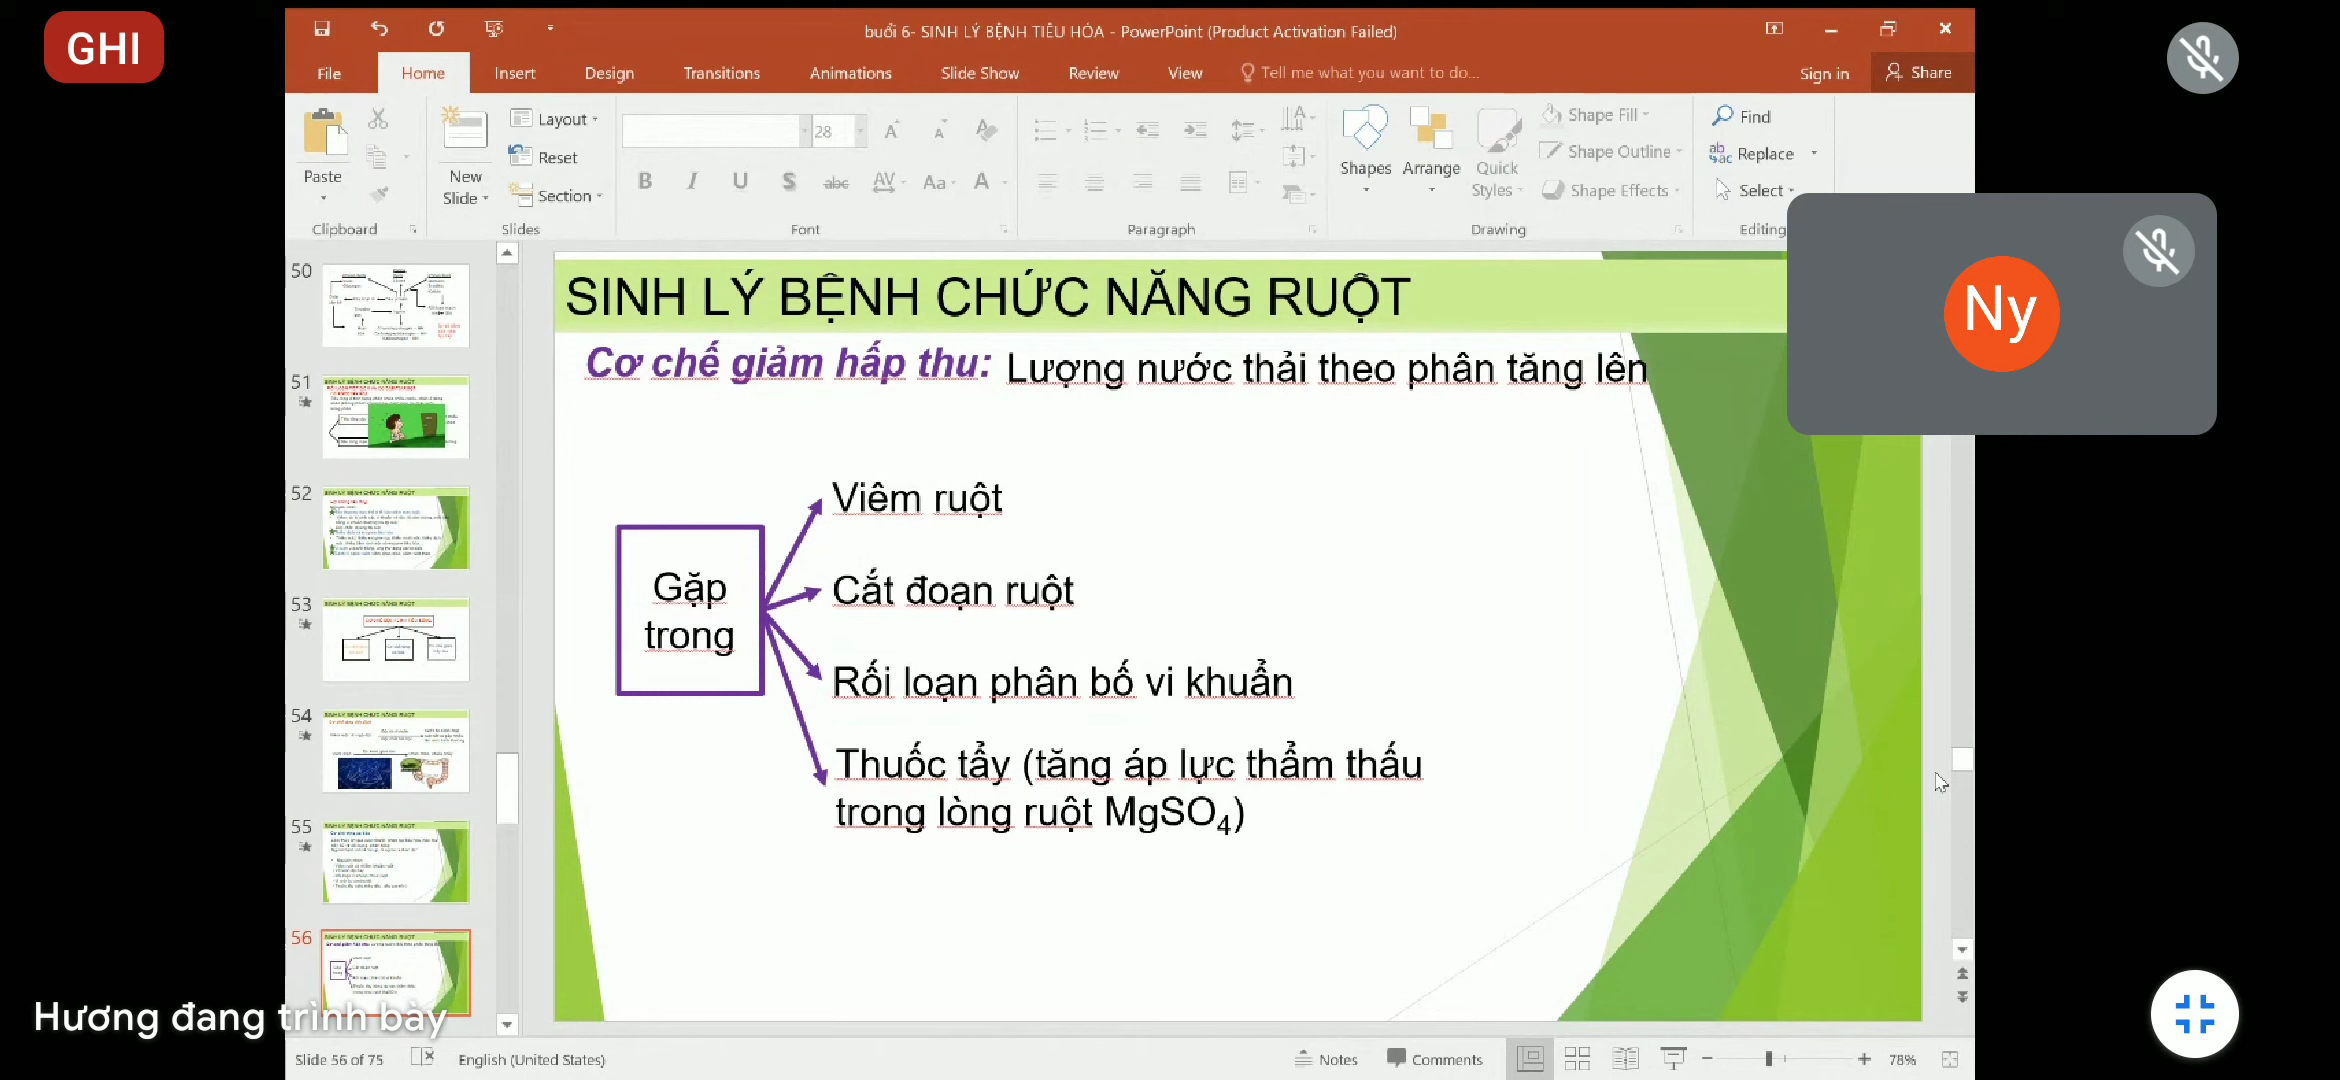 GHI
buổi 6- SINH LÝ BỆNH TIÊU HÓA - PowerPoint (Product Activation Failed)
File Home Insert Design Transitions Animations Slide Show Review View Tell me what you want to do... Sign in Share
Paste
Clipboard
New Slide
Layout
Reset
Section
Slides
28
B I U S abc AV Aa A
Font
Paragraph
Shapes
Arrange
Quick Styles
Shape Fill
Shape Outline
Shape Effects
Drawing
Find
Replace
Select
Editing
Ny
50
51
52
53
54
55
56
SINH LÝ BỆNH CHỨC NĂNG RUỘT
Cơ chế giảm hấp thu: Lượng nước thải theo phân tăng lên
Gặp
trong
Viêm ruột
Cắt đoạn ruột
Rối loạn phân bố vi khuẩn
Thuốc tẩy (tăng áp lực thẩm thấu
trong lòng ruột MgSO₄)
Hương đang trình bày
Slide 56 of 75 English (United States) Notes Comments 78%